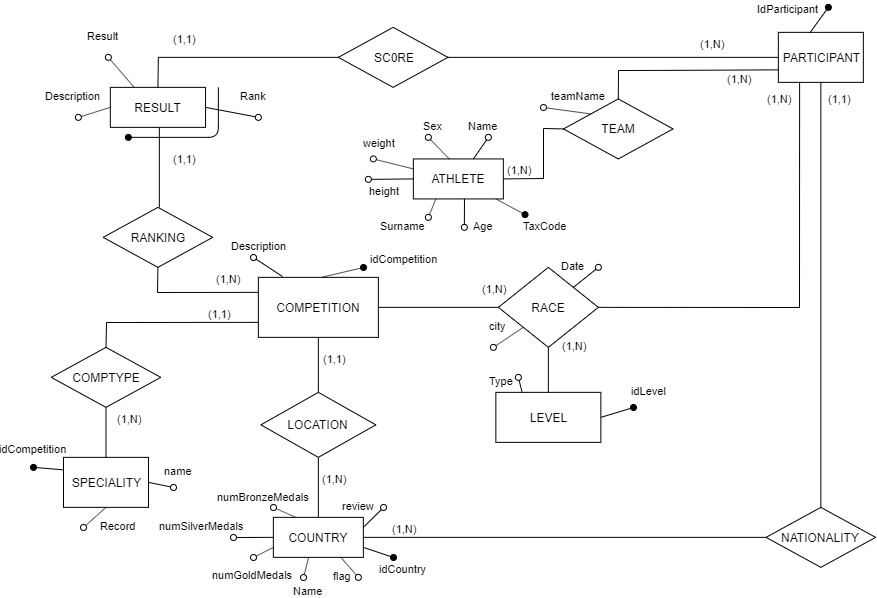 IdParticipant
Result
(1,1)
SC0RE
(1,N)
PARTICIPANT
(1,N)
Description
Rank
RESULT
teamName
(1,N)
(1,1)
TEAM
Sex
Name
weight
(1,1)
ATHLETE
(1,N)
height
Surname
Age
TaxCode
RANKING
Description
idCompetition
Date
(1,N)
COMPETITION
(1,N)
RACE
(1,1)
city
(1,N)
(1,1)
COMPTYPE
Type
idLevel
(1,N)
LOCATION
LEVEL
idCompetition
name
SPECIALITY
(1,N)
numBronzeMedals
review
Record
numSilverMedals
COUNTRY
(1,N)
NATIONALITY
numGoldMedals
flag
idCountry
Name